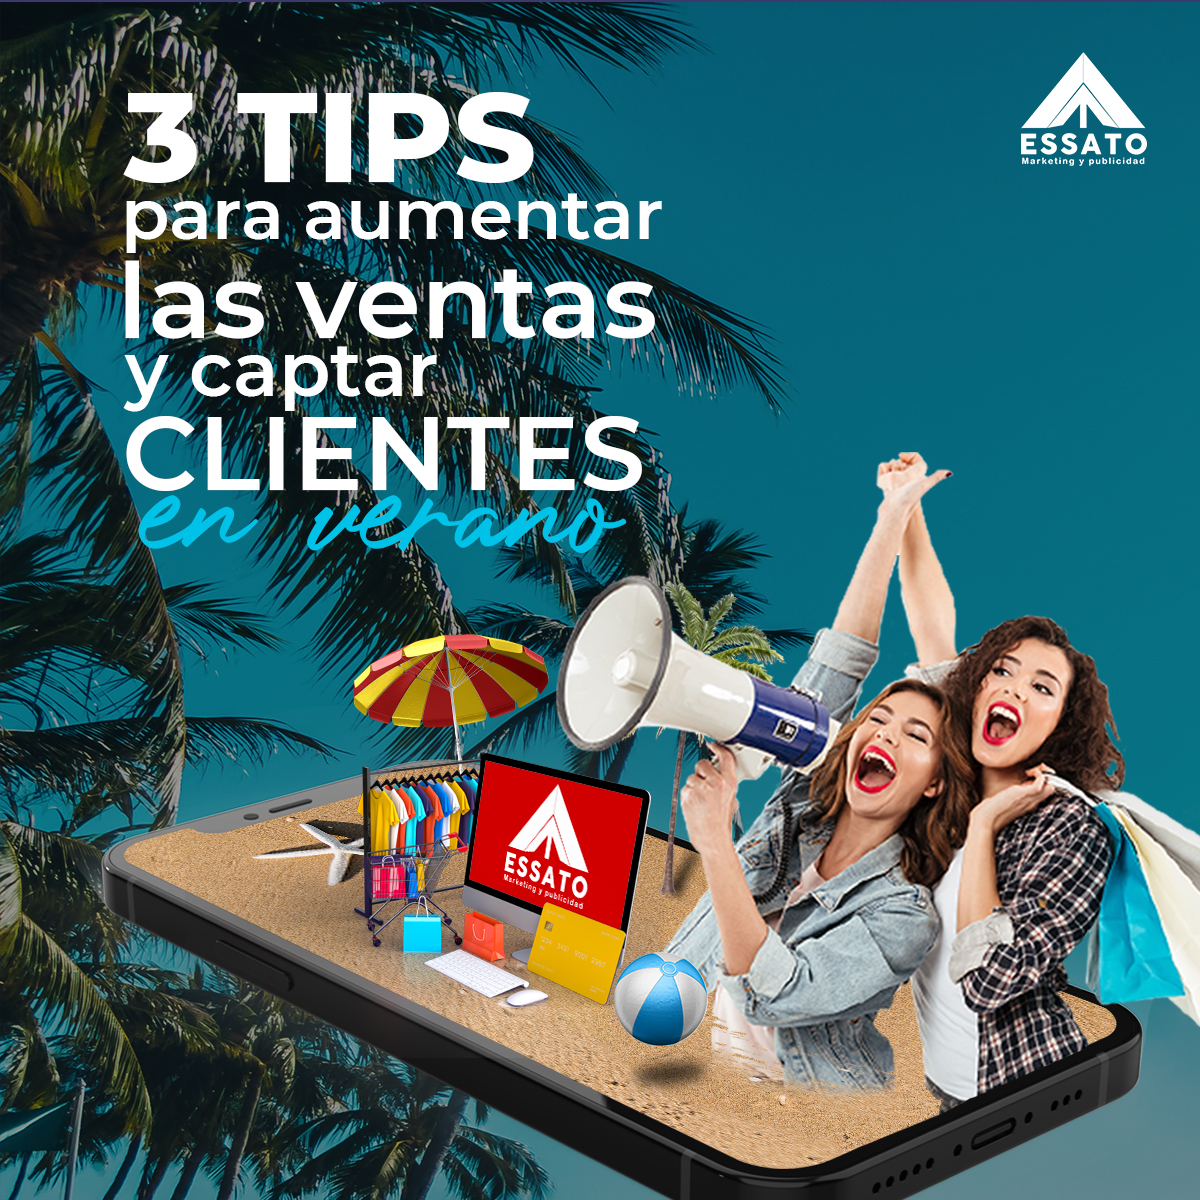 3 TIPS
para aumentar
las ventas
y captar
CLIENTES
en verano
ESSATO
Marketing y publicidad
ESSATO
Marketing y publicidad